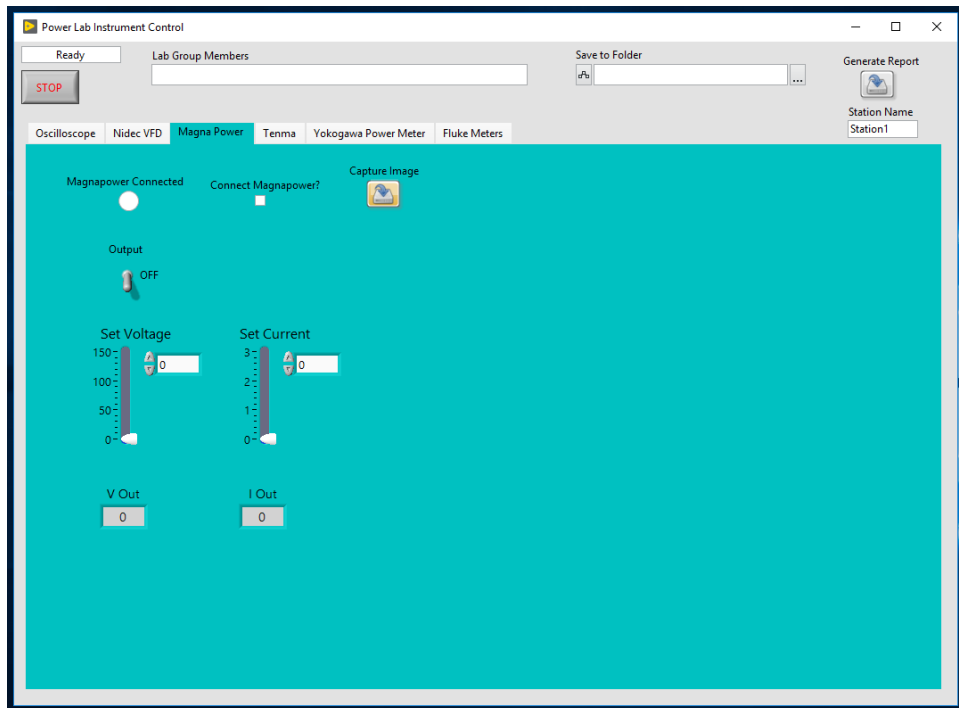 Power Lab Instrument Control
Ready
Lab Group Members
Save to Folder
Generate Report
STOP
...
Station Name
Station1
Oscilloscope
Nidec VFD
Magna Power
Tenma
Yokogawa Power Meter
Fluke Meters
Magnapower Connected
Connect Magnapower?
Capture Image
Output
OFF
Set Voltage
Set Current
150
100
50
0
0
3
2
1
0
0
V Out
I Out
0
0